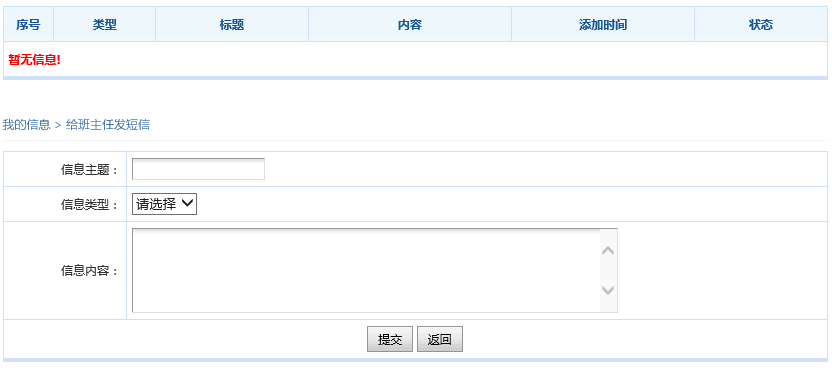 序号 类型 标题 内容 添加时间 状态
暂无信息!
我的信息 > 给班主任发短信
信息主题：
信息类型： 请选择
信息内容：
提交 返回